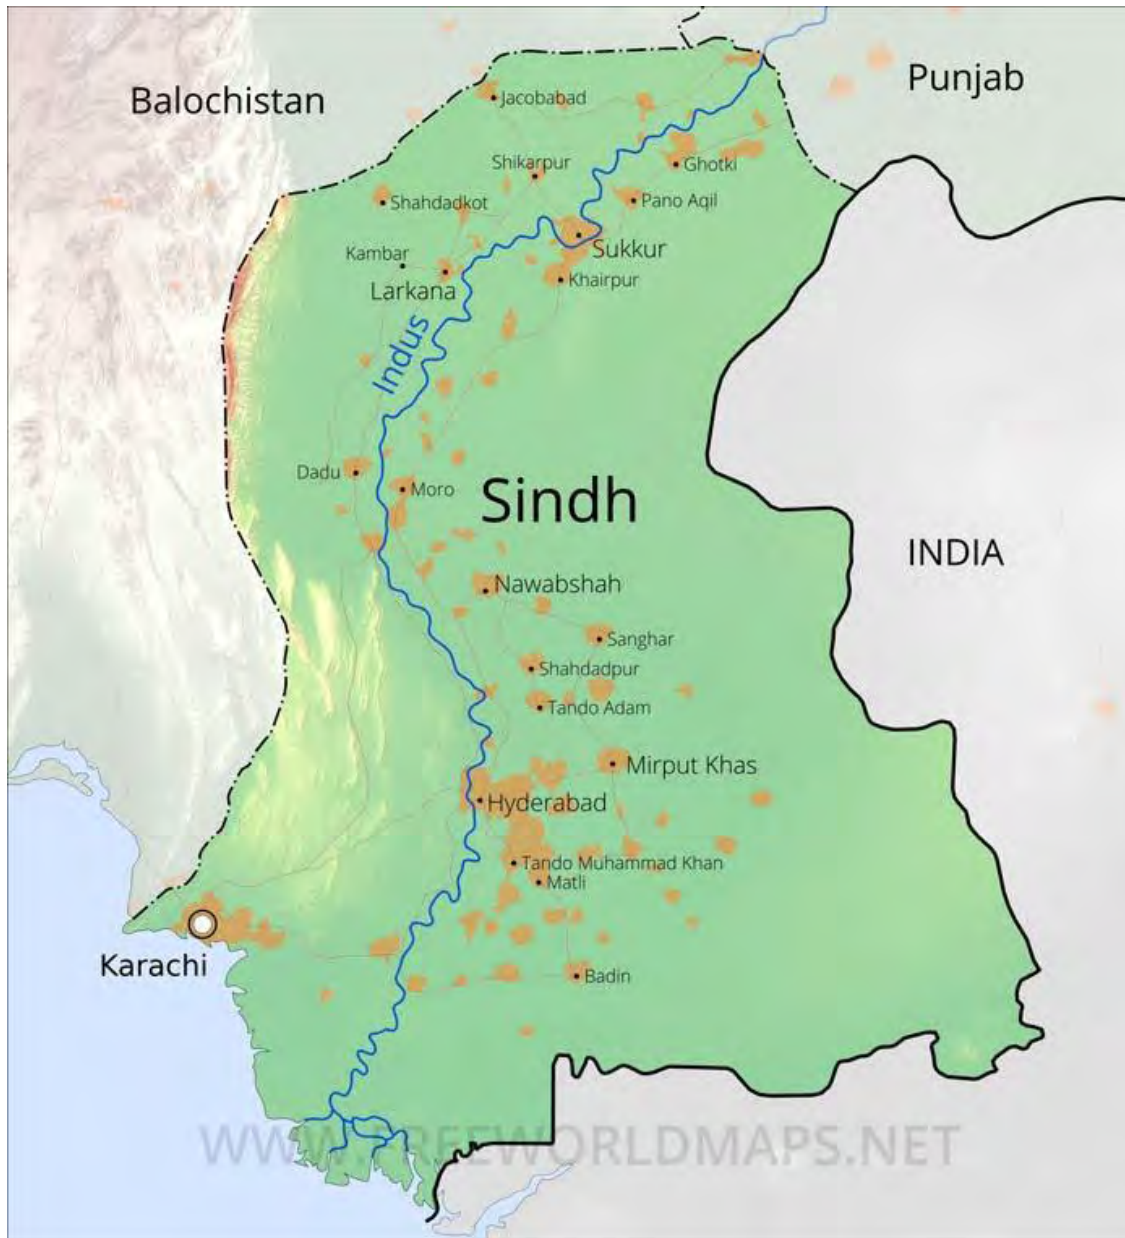 Punjab
Balochistan
Jacobabad
Shikarpur
Ghotki
Shahdadkot
Pano Aqil
Sukkur
Kambar
Khairpur
Larkana
Indus
Dadu
Moro
Sindh
INDIA
Nawabshah
Sanghar
Shahdadpur
Tando Adam
Mirput Khas
Hyderabad
Tando Muhammad Khan
Matli
Karachi
Badin
WWW.FREEWORLDMAPS.NET